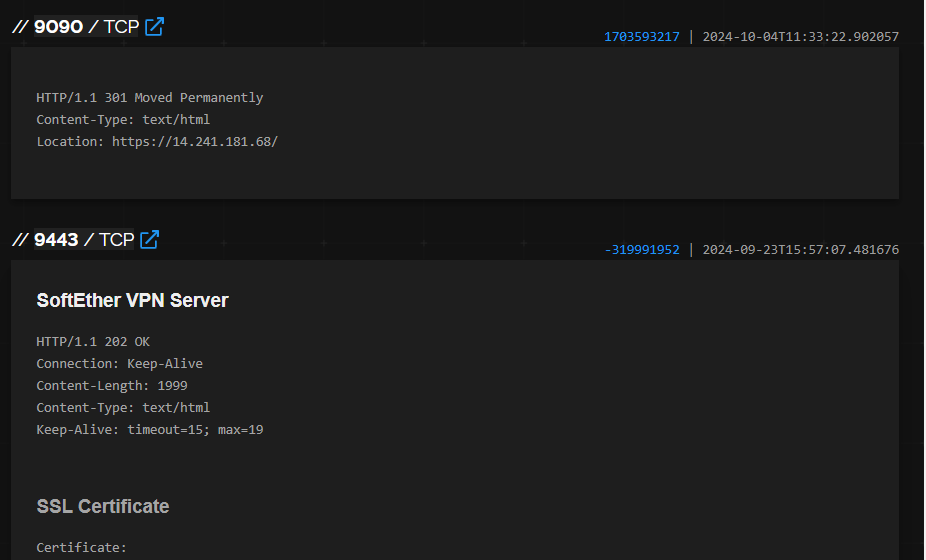 // 9090 / TCP
1703593217 | 2024-10-04T11:33:22.902057
HTTP/1.1 301 Moved Permanently
Content-Type: text/html
Location: https://14.241.181.68/
// 9443 / TCP
-319991952 | 2024-09-23T15:57:07.481676
SoftEther VPN Server
HTTP/1.1 202 OK
Connection: Keep-Alive
Content-Length: 1999
Content-Type: text/html
Keep-Alive: timeout=15; max=19
SSL Certificate
Certificate: